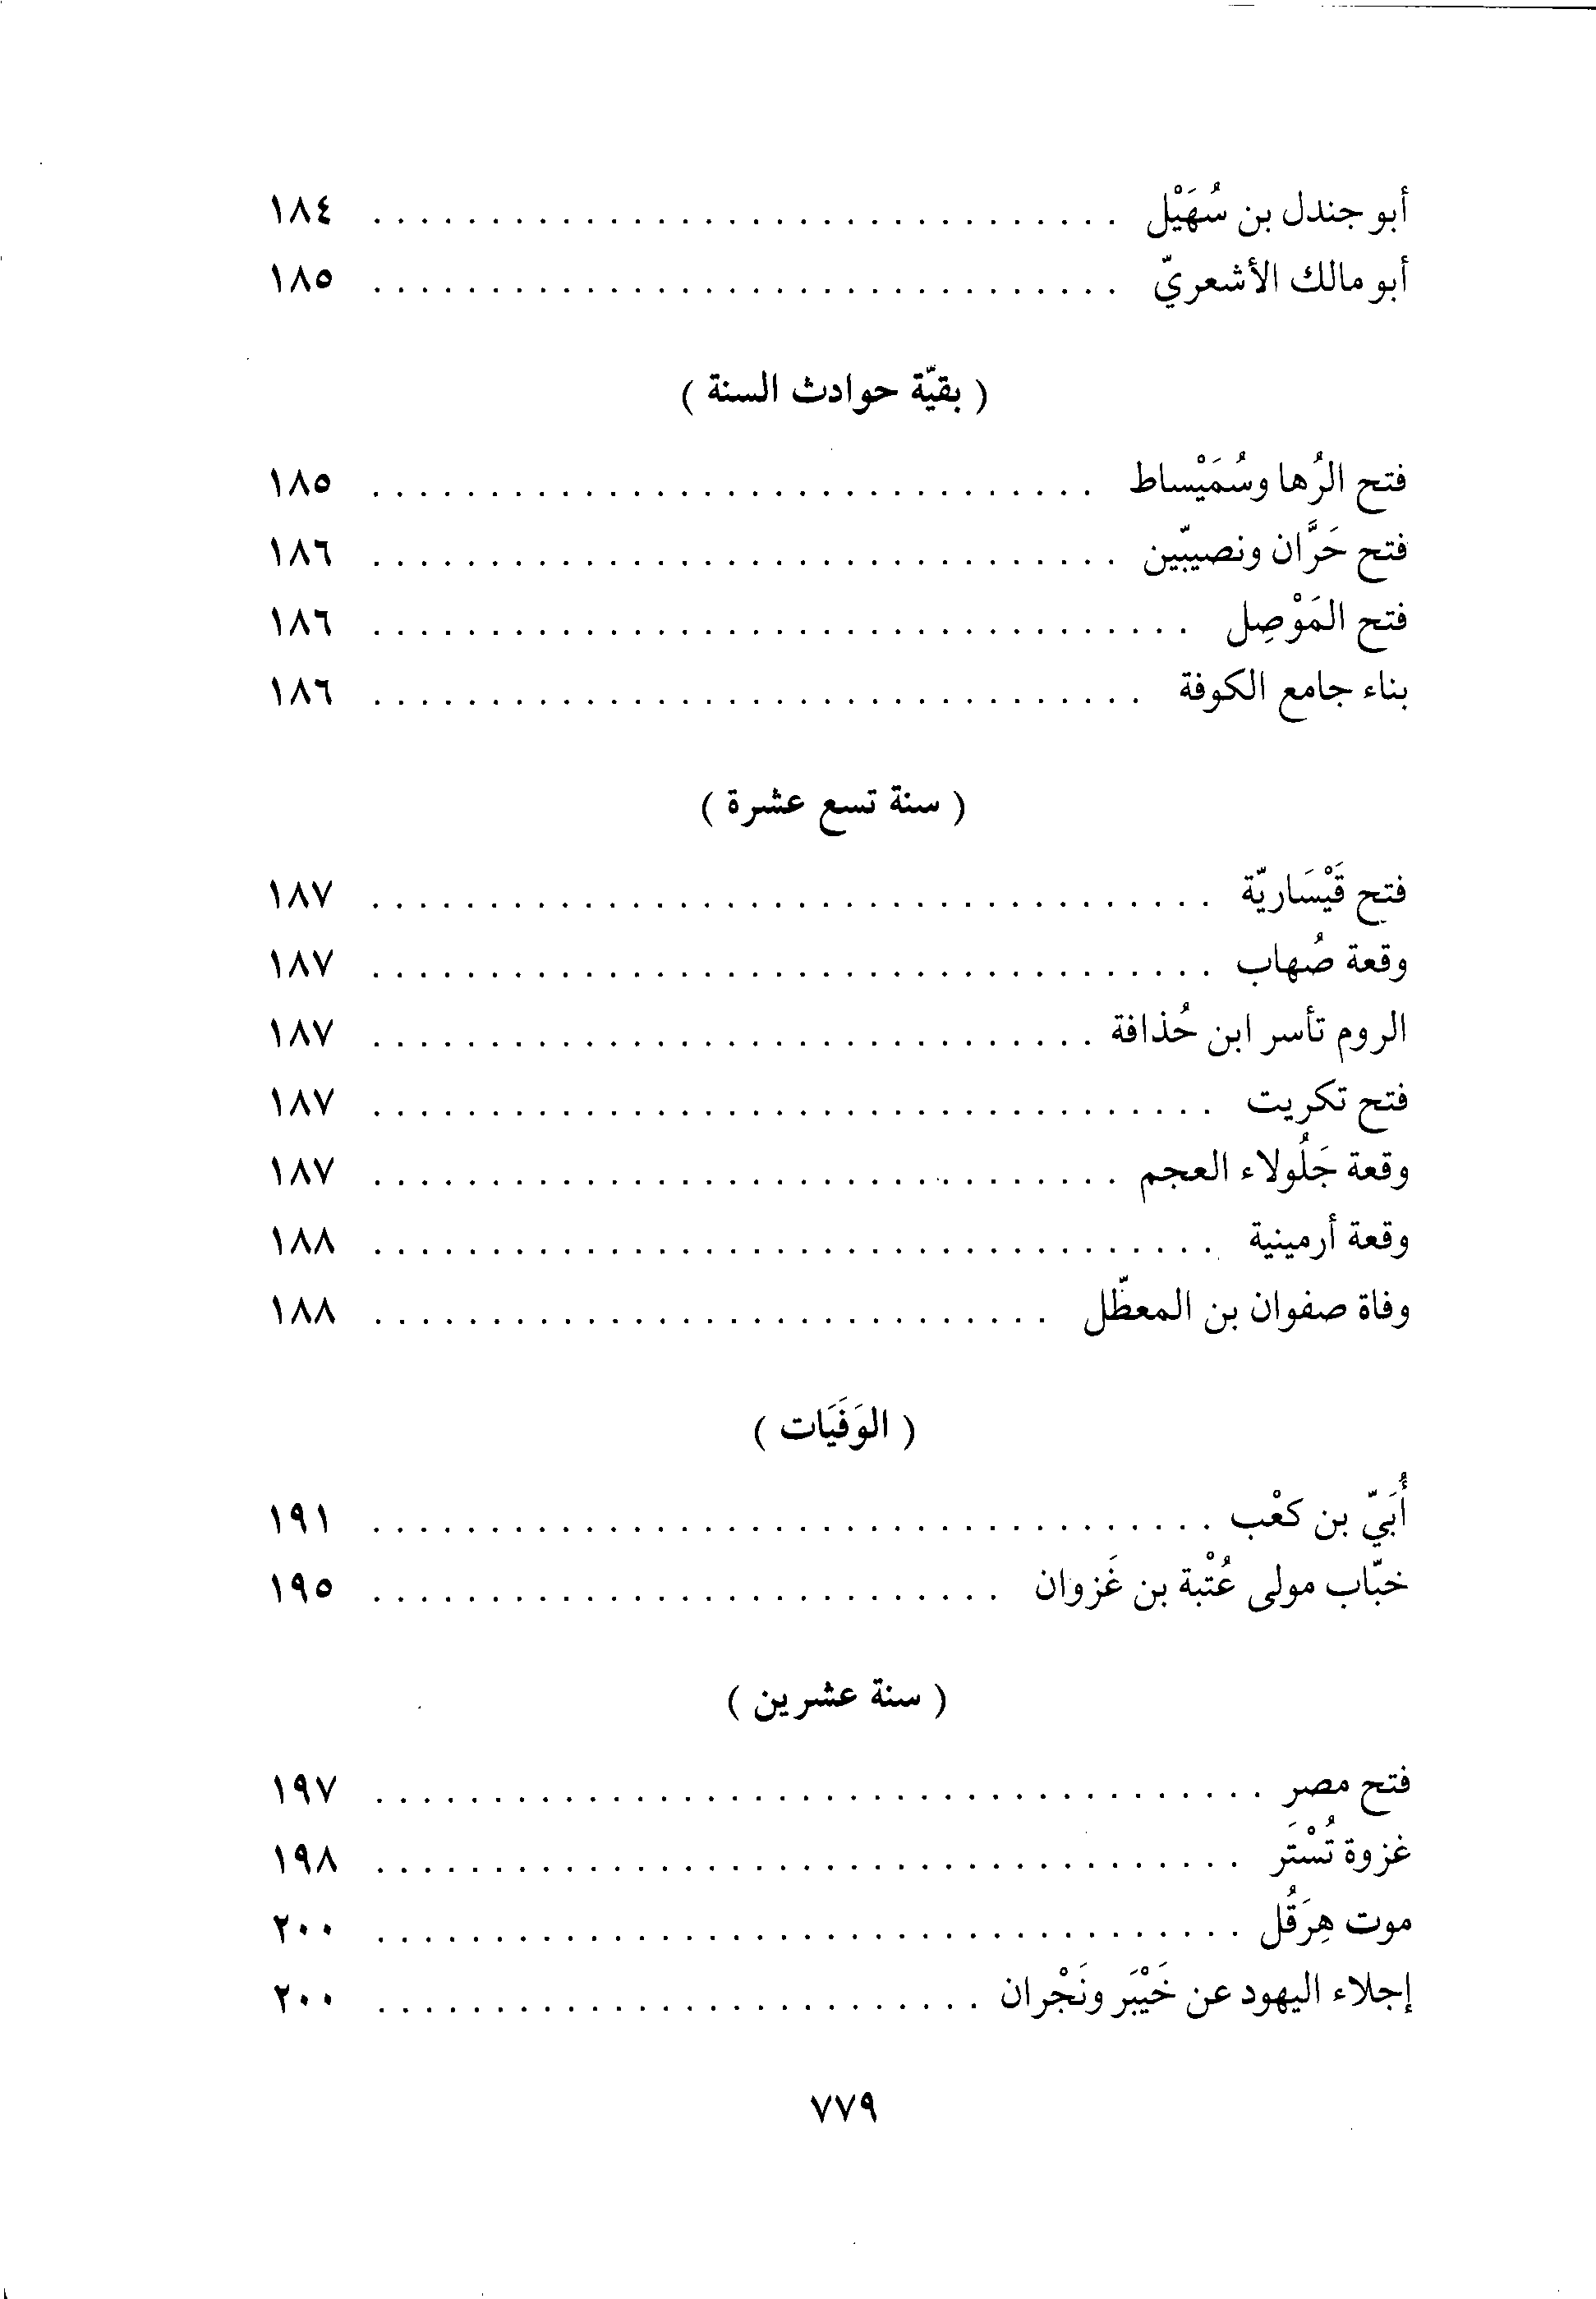 أبو جندل بن سُهَيْل . . . . . . . . . . . . . . . . . . . . ١٨٤
أبو مالك الأشعريّ . . . . . . . . . . . . . . . . . . . . ١٨٥
( بقيّة حوادث السنة )
فتح الرُها وسُمَيْساط . . . . . . . . . . . . . . . . . . . . ١٨٥
فتح حَرَّان ونصيبّين . . . . . . . . . . . . . . . . . . . . ١٨٦
فتح المَوْصِل . . . . . . . . . . . . . . . . . . . . ١٨٦
بناء جامع الكوفة . . . . . . . . . . . . . . . . . . . . ١٨٦
( سنة تسع عشرة )
فتح قَيْسَاريّة . . . . . . . . . . . . . . . . . . . . ١٨٧
وقعة صُهاب . . . . . . . . . . . . . . . . . . . . ١٨٧
الروم تأسر ابن حُذافة . . . . . . . . . . . . . . . . . . . . ١٨٧
فتح تكريت . . . . . . . . . . . . . . . . . . . . ١٨٧
وقعة جَلُولاء العجم . . . . . . . . . . . . . . . . . . . . ١٨٧
وقعة أرمينية . . . . . . . . . . . . . . . . . . . . ١٨٨
وفاة صفوان بن المعطّل . . . . . . . . . . . . . . . . . . . . ١٨٨
( الوَفَيَات )
أُبَيّ بن كعْب . . . . . . . . . . . . . . . . . . . . ١٩١
خبّاب مولى عُتْبة بن غَزوان . . . . . . . . . . . . . . . . . . . . ١٩٥
( سنة عشرين )
فتح مصر . . . . . . . . . . . . . . . . . . . . ١٩٧
غزوة تُسْتَر . . . . . . . . . . . . . . . . . . . . ١٩٨
موت هِرَقُل . . . . . . . . . . . . . . . . . . . . ٢٠٠
إجلاء اليهود عن خَيْبَر ونَجْران . . . . . . . . . . . . . . . . . . . . ٢٠٠
٧٧٩